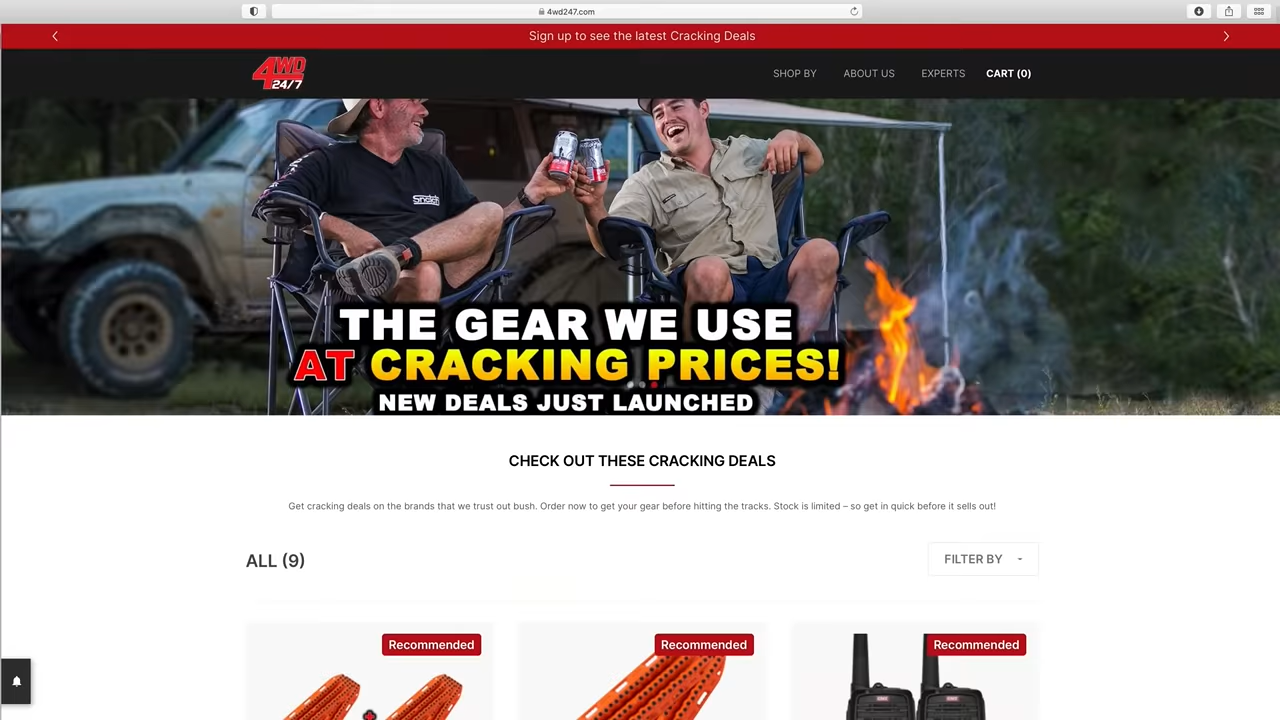 4wd247.com
Sign up to see the latest Cracking Deals
4WD
24/7
SHOP BY
ABOUT US
EXPERTS
CART (0)
THE GEAR WE USE
AT CRACKING PRICES!
NEW DEALS JUST LAUNCHED
CHECK OUT THESE CRACKING DEALS
Get cracking deals on the brands that we trust out bush. Order now to get your gear before hitting the tracks. Stock is limited – so get in quick before it sells out!
ALL (9)
FILTER BY
Recommended
Recommended
Recommended